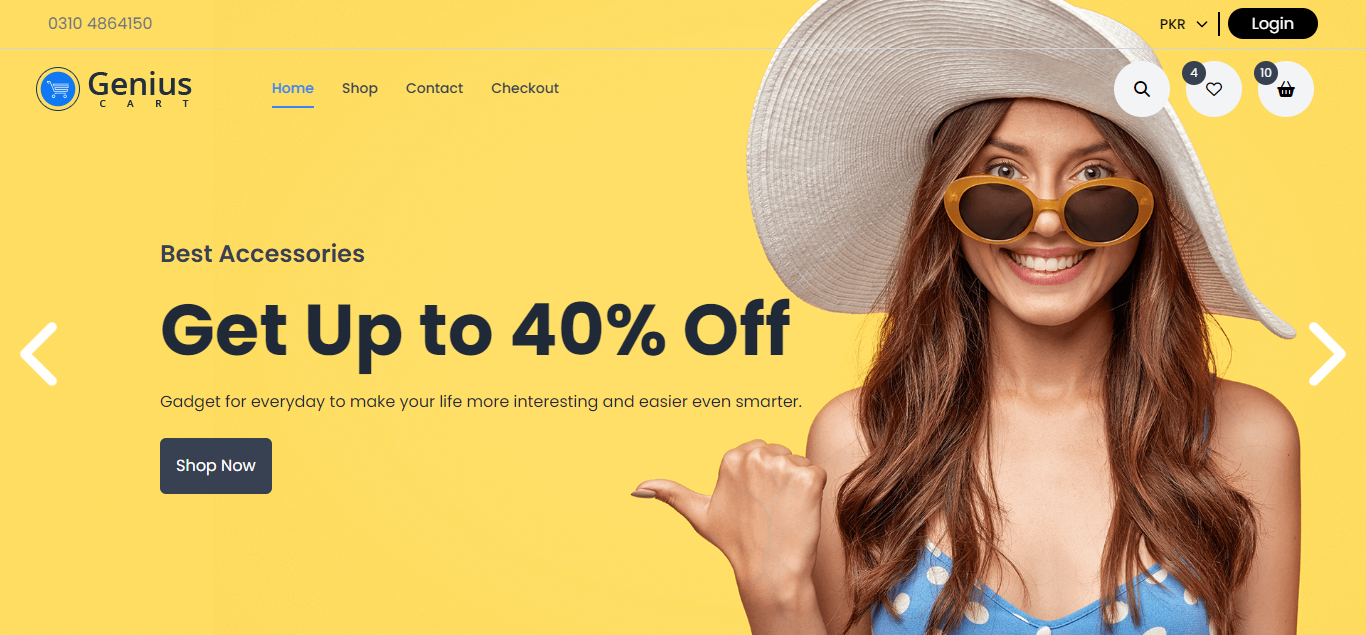 0310 4864150
PKR
Login
Genius
CART
Home Shop Contact Checkout
4
10
Best Accessories
Get Up to 40% Off
Gadget for everyday to make your life more interesting and easier even smarter.
Shop Now